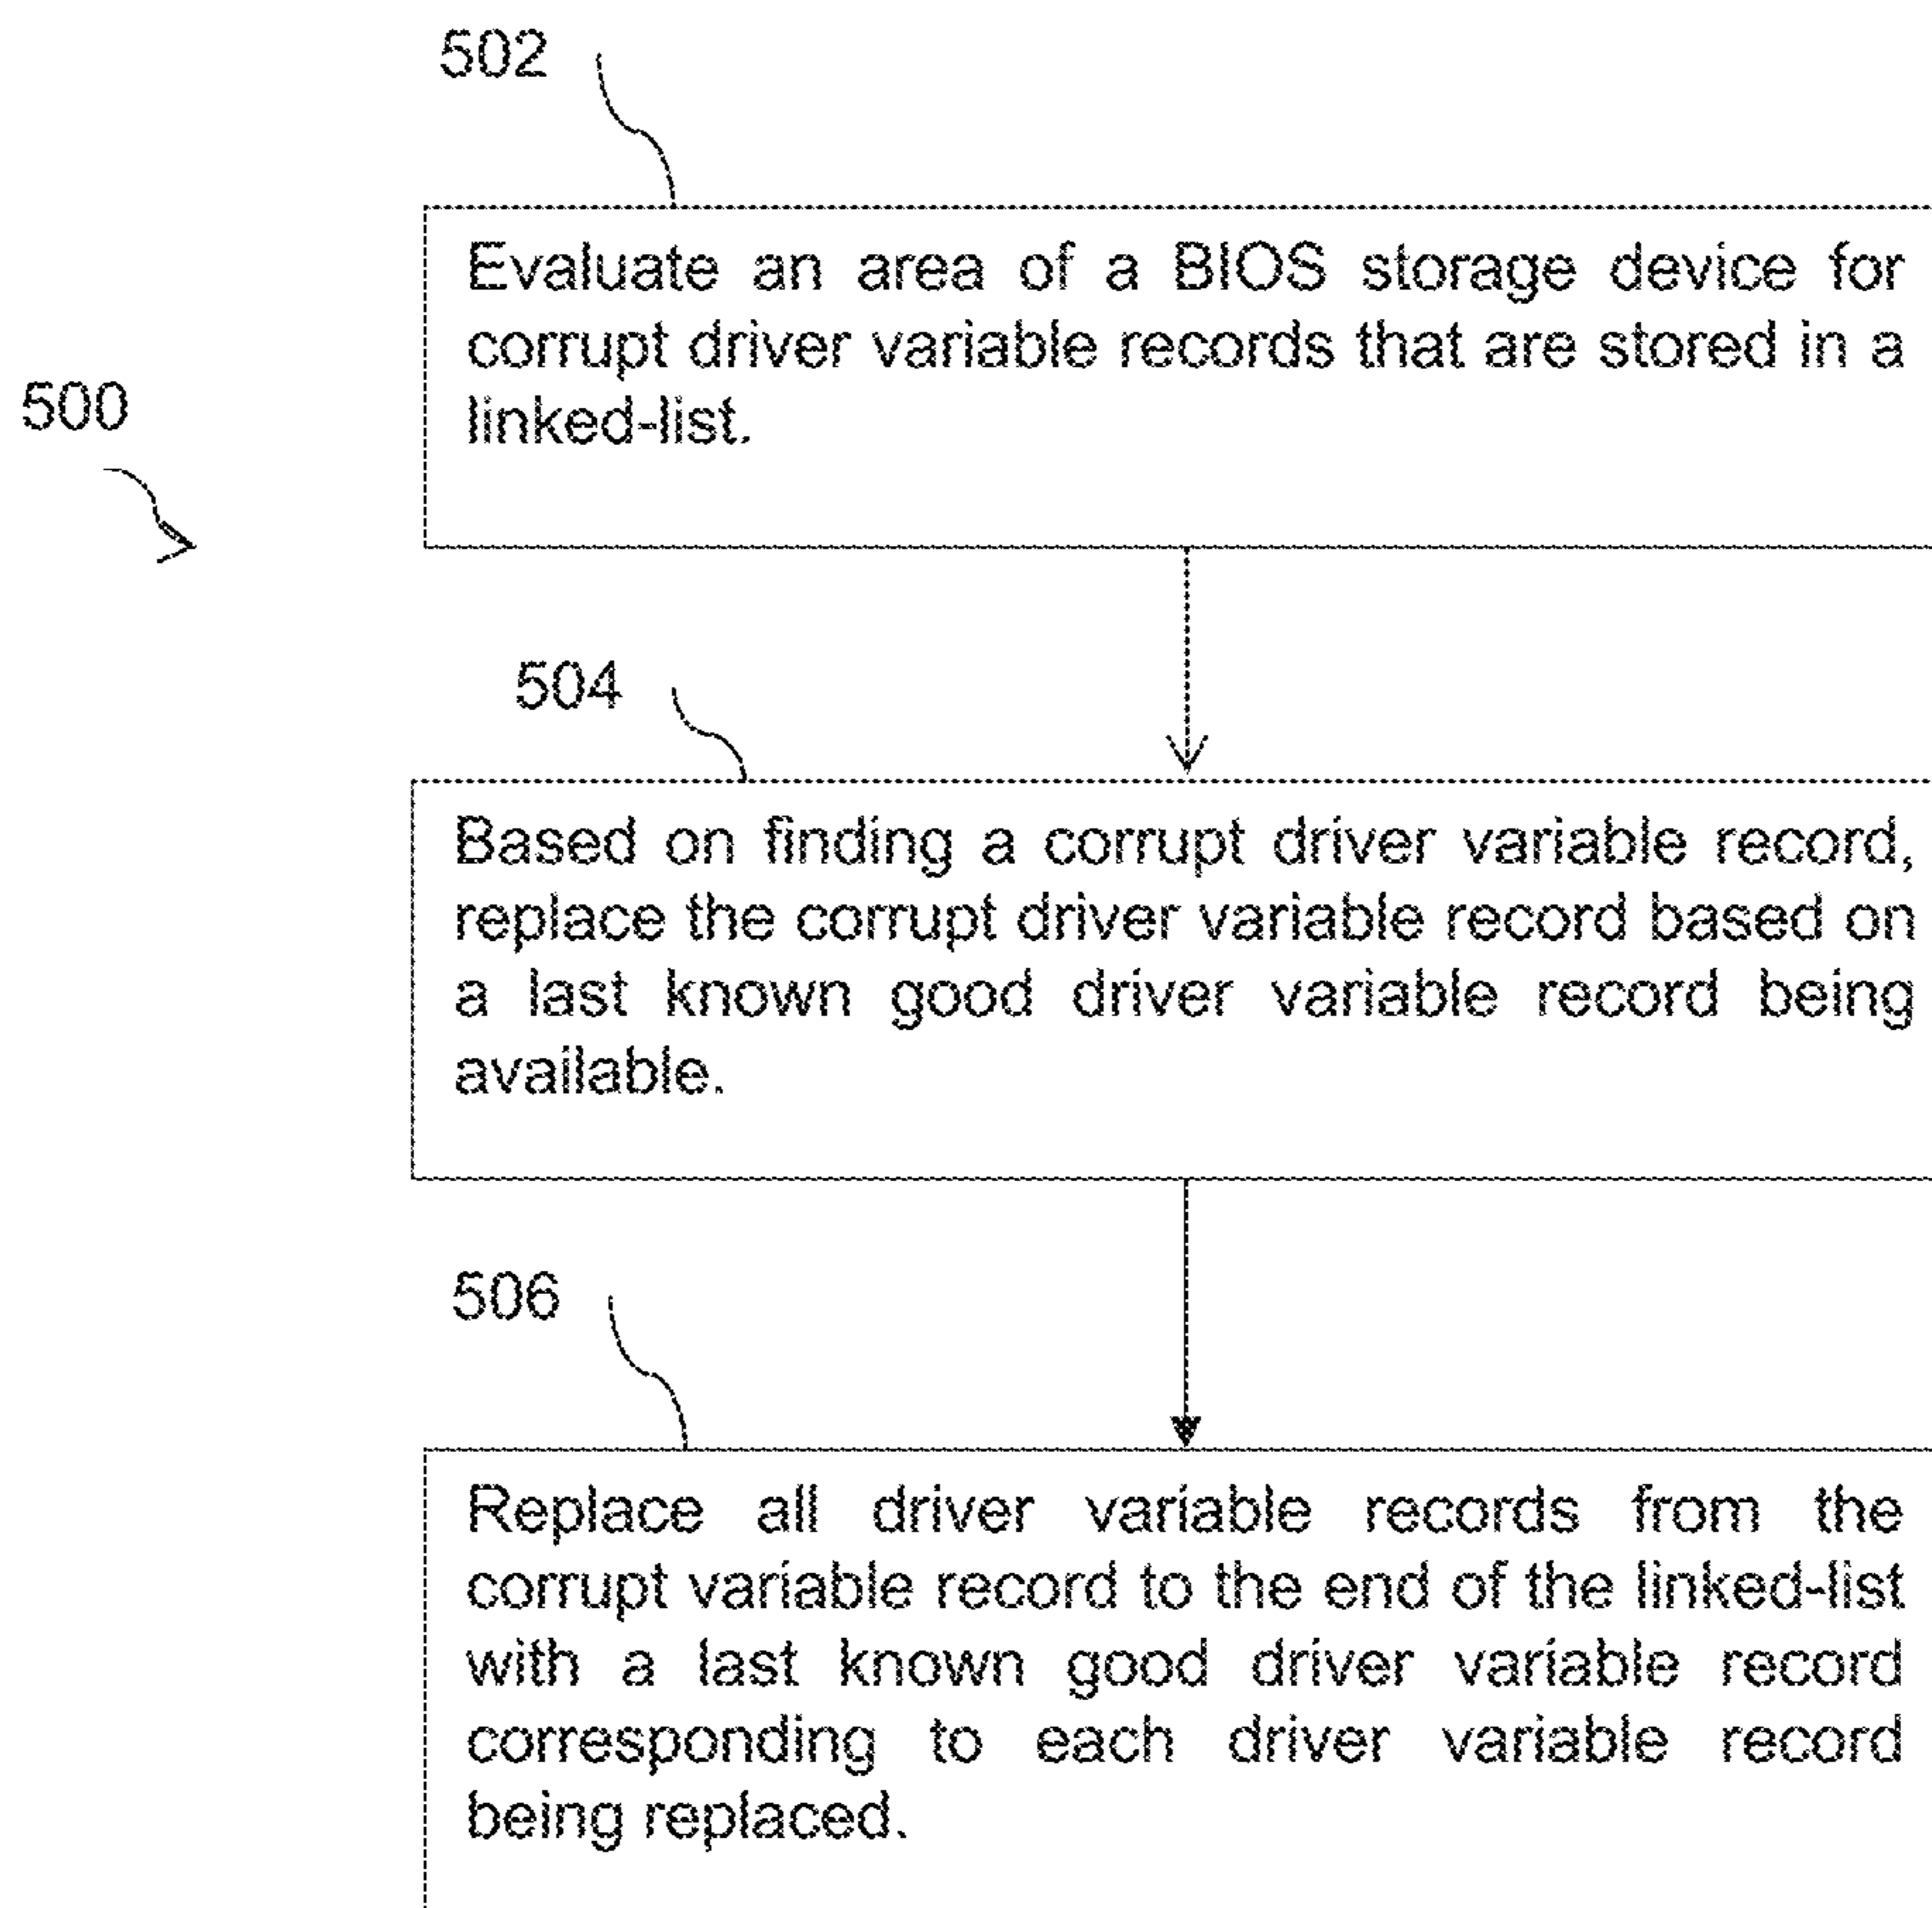 502
Evaluate an area of a BIOS storage device for
corrupt driver variable records that are stored in a
linked-list.
500
504
Based on finding a corrupt driver variable record,
replace the corrupt driver variable record based on
a last known good driver variable record being
available.
506
Replace all driver variable records from the
corrupt variable record to the end of the linked-list
with a last known good driver variable record
corresponding to each driver variable record
being replaced.